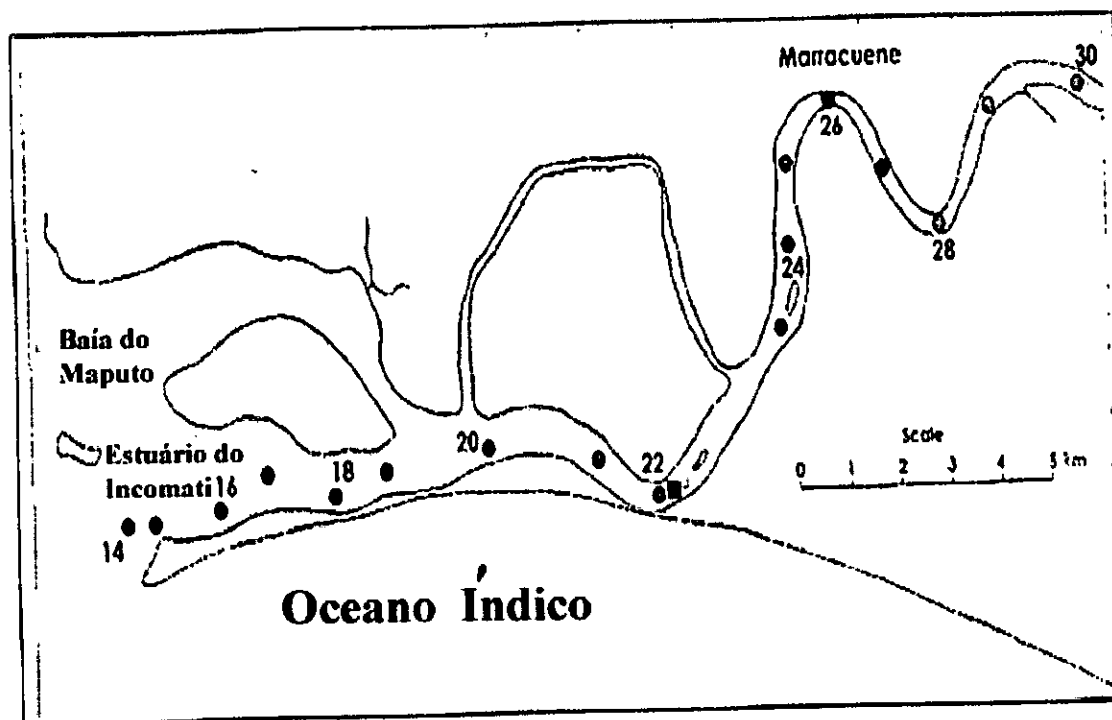 Marracuene
30
26
28
24
Baía do
Maputo
20
Scale
0 1 2 3 4 5 km
Estuário do
Incomati 16
18
22
14
Oceano Índico